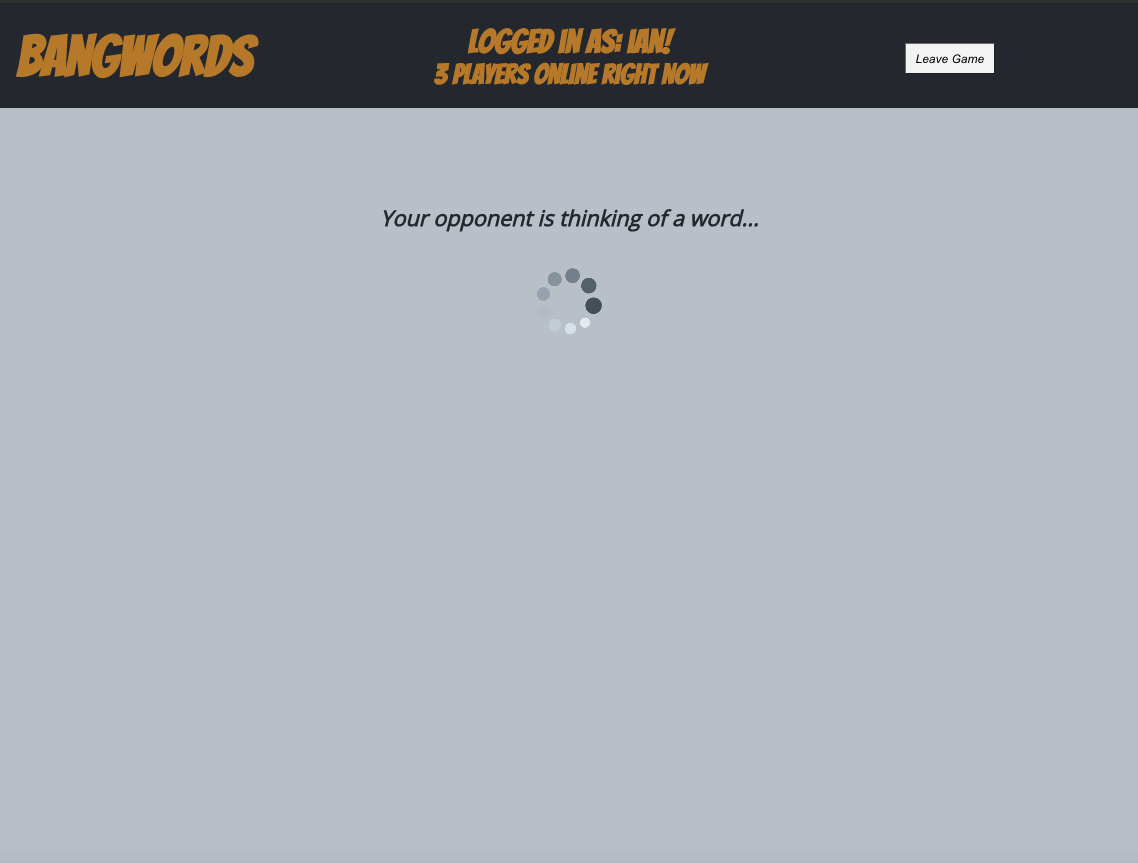 BANGWORDS
LOGGED IN AS: IAN!
3 PLAYERS ONLINE RIGHT NOW
Leave Game
Your opponent is thinking of a word...